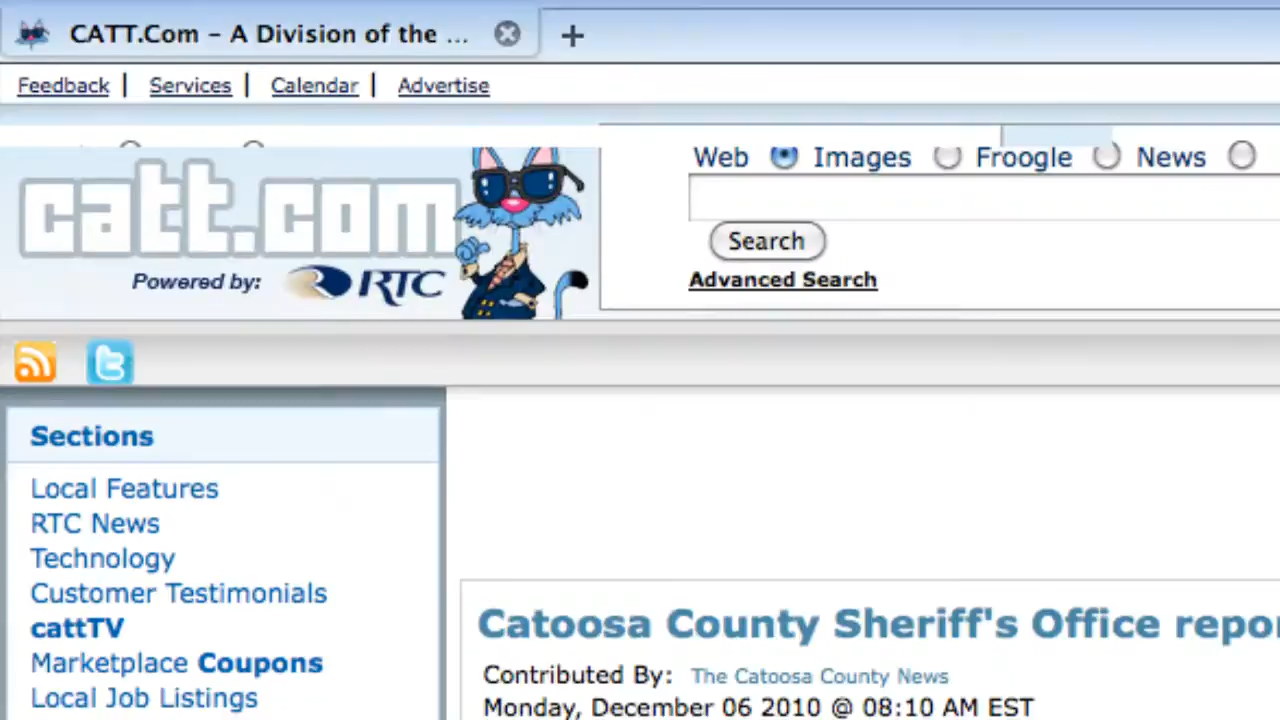 CATT.Com – A Division of the ...
Feedback | Services | Calendar | Advertise
catt.com
Powered by: RTC
Web Images Froogle News
Search
Advanced Search
Sections
Local Features
RTC News
Technology
Customer Testimonials
cattTV
Marketplace Coupons
Local Job Listings
Catoosa County Sheriff's Office repo
Contributed By: The Catoosa County News
Monday, December 06 2010 @ 08:10 AM EST